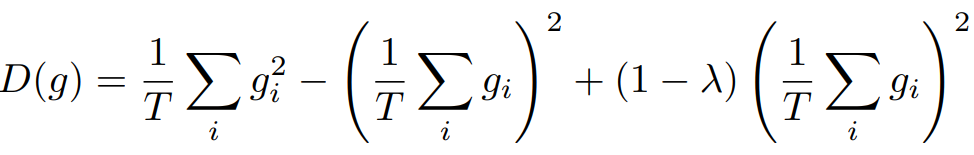 D(g) = \frac{1}{T} \sum_i g_i^2 - \left( \frac{1}{T} \sum_i g_i \right)^2 + (1 - \lambda) \left( \frac{1}{T} \sum_i g_i \right)^2